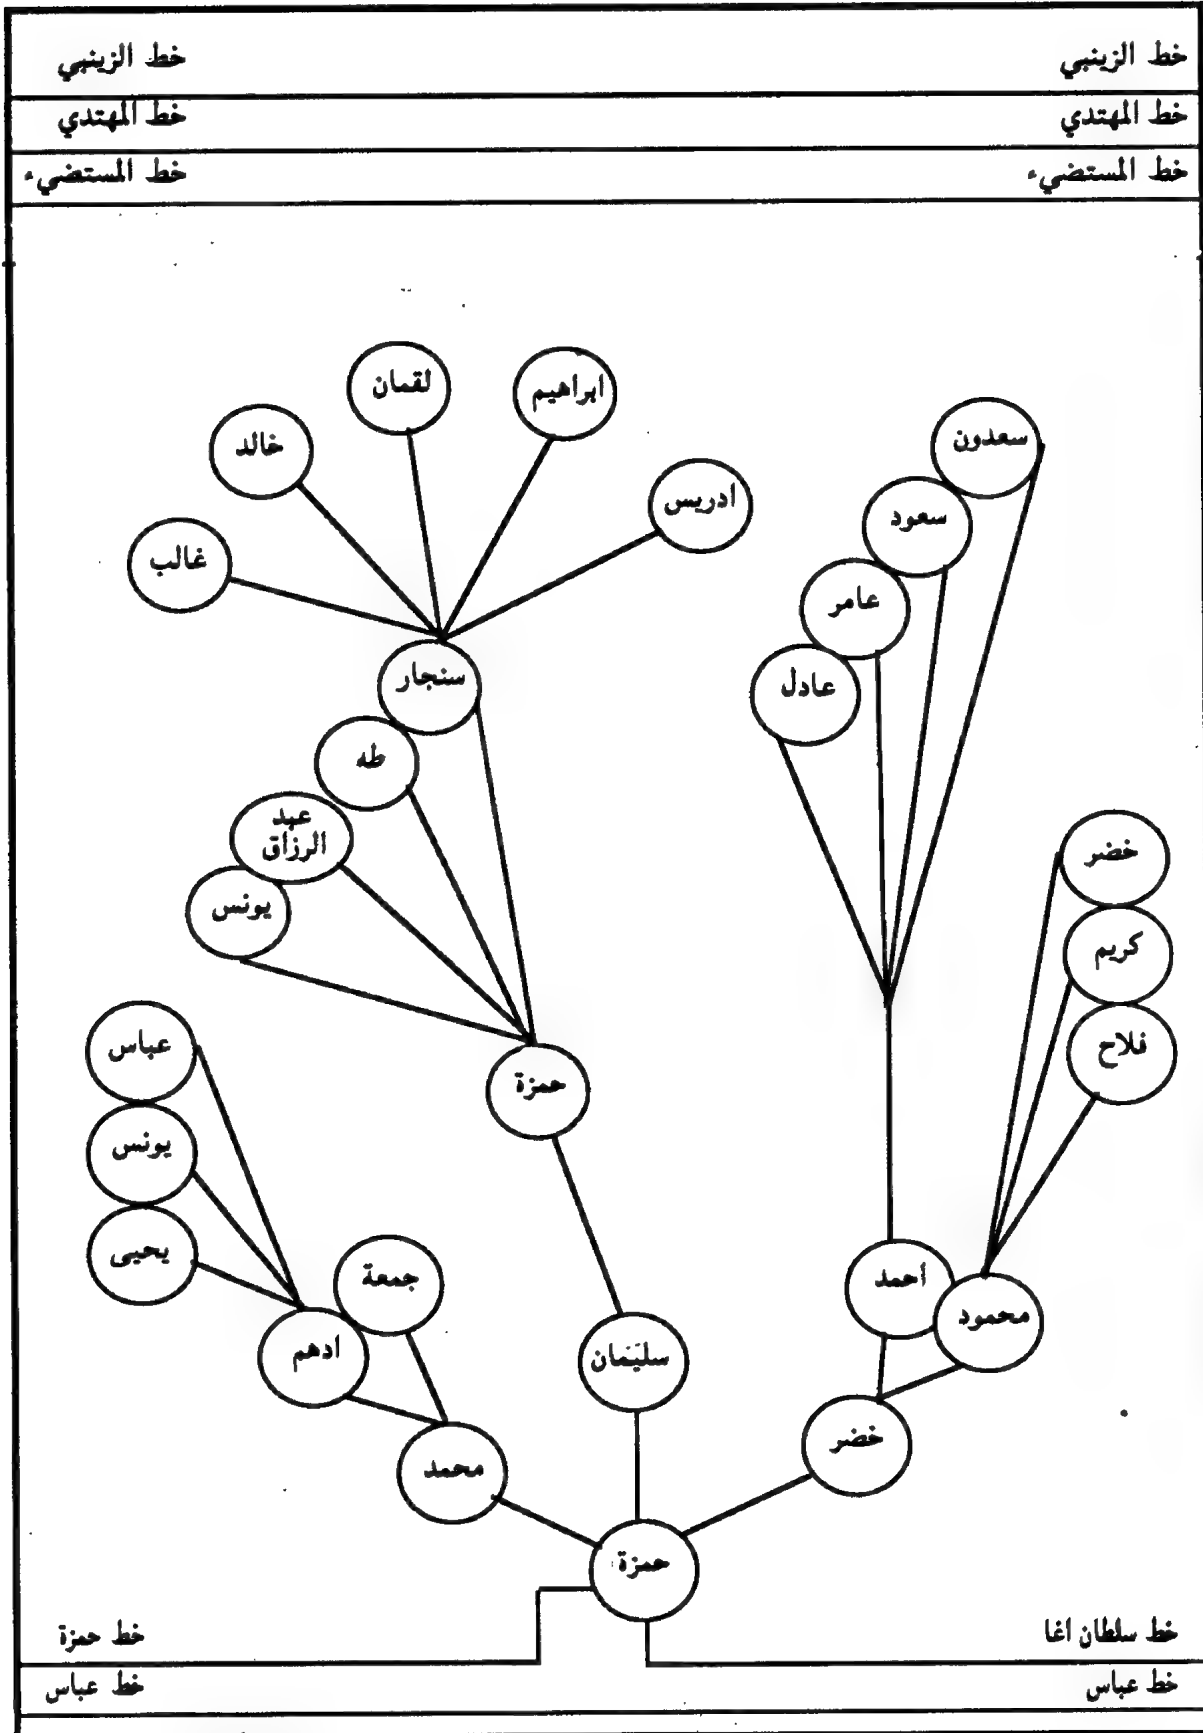 خط الزينبي
خط الزينبي
خط المهتدي
خط المهتدي
خط المستضيء
خط المستضيء
ابراهيم
لقمان
سعدون
خالد
ادريس
سعود
غالب
عامر
سنجار
عادل
طه
عبد
الرزاق
خضر
يونس
كريم
عباس
فلاح
حمزة
يونس
يحيى
جمعة
أحمد
محمود
ادهم
سليمان
خضر
محمد
حمزة
خط سلطان اغا
خط حمزة
خط عباس
خط عباس